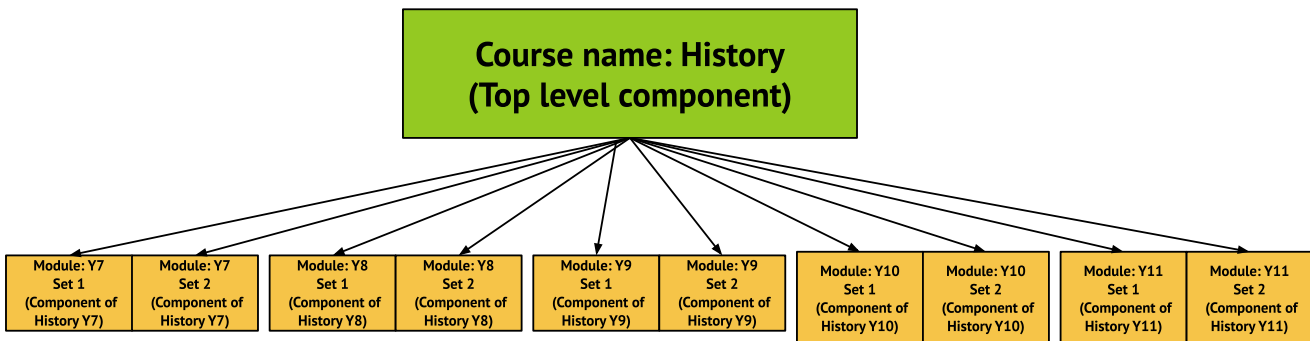 Course name: History
(Top level component)
Module: Y7
Set 1
(Component of
History Y7)
Module: Y7
Set 2
(Component of
History Y7)
Module: Y8
Set 1
(Component of
History Y8)
Module: Y8
Set 2
(Component of
History Y8)
Module: Y9
Set 1
(Component of
History Y9)
Module: Y9
Set 2
(Component of
History Y9)
Module: Y10
Set 1
(Component of
History Y10)
Module: Y10
Set 2
(Component of
History Y10)
Module: Y11
Set 1
(Component of
History Y11)
Module: Y11
Set 2
(Component of
History Y11)